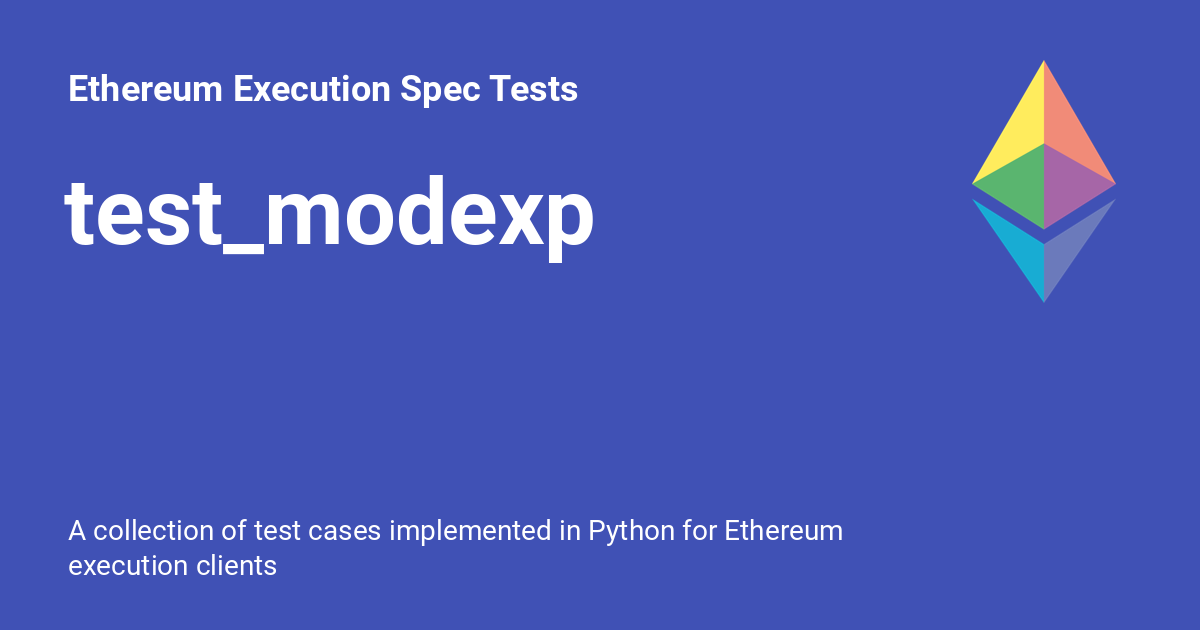 Ethereum Execution Spec Tests
test_modexp
A collection of test cases implemented in Python for Ethereum
execution clients